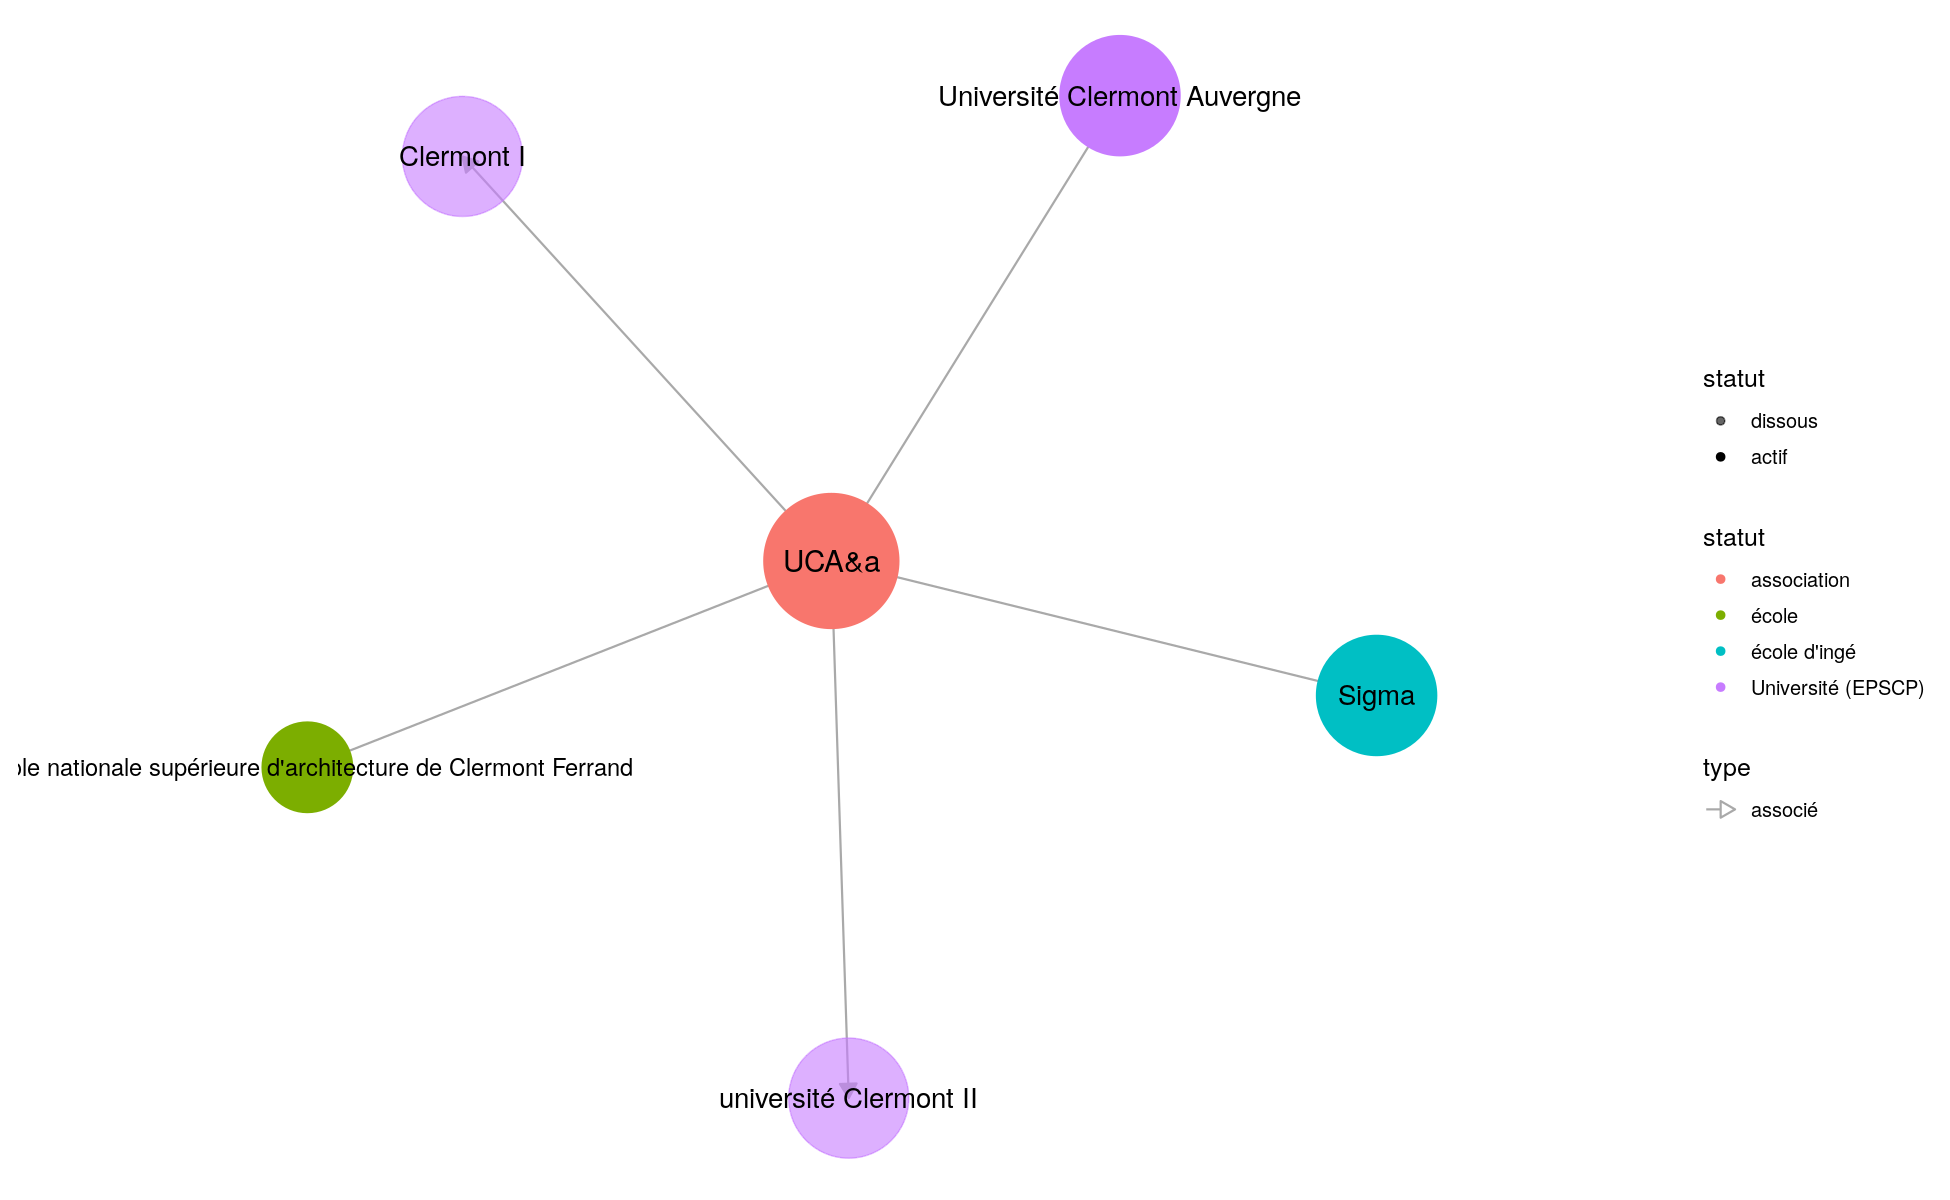 Université Clermont Auvergne
Clermont I
statut
dissous
actif
statut
UCA&a
association
école
école d'ingé
Sigma
Université (EPSCP)
nationale supérieure d'architecture de Clermont Ferrand
type
associé
université Clermont II